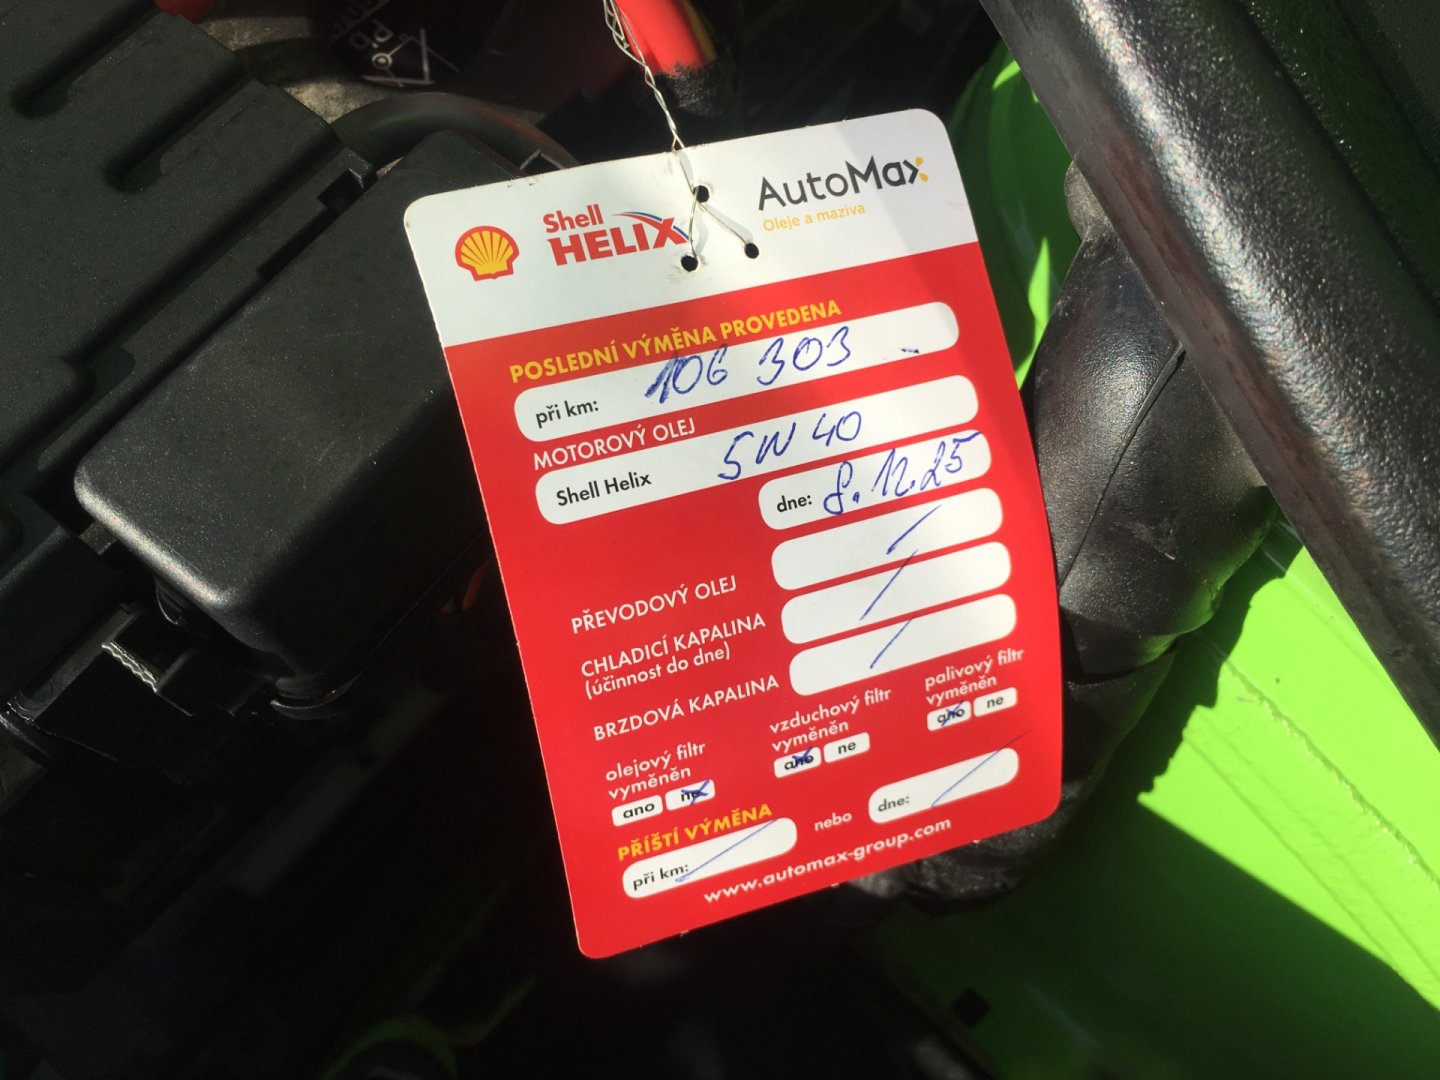 Shell
HELIX
AutoMax
Oleje a maziva
POSLEDNÍ VÝMĚNA PROVEDENA
při km: 106 303
MOTOROVÝ OLEJ
Shell Helix 5W40
dne: 8.12.25
PŘEVODOVÝ OLEJ
CHLADICÍ KAPALINA
(účinnost do dne)
BRZDOVÁ KAPALINA
olejový filtr
vyměněn
ano ne
vzduchový filtr
vyměněn
ano ne
palivový filtr
vyměněn
ano ne
PŘÍŠTÍ VÝMĚNA
při km:
nebo
dne:
www.automax-group.com